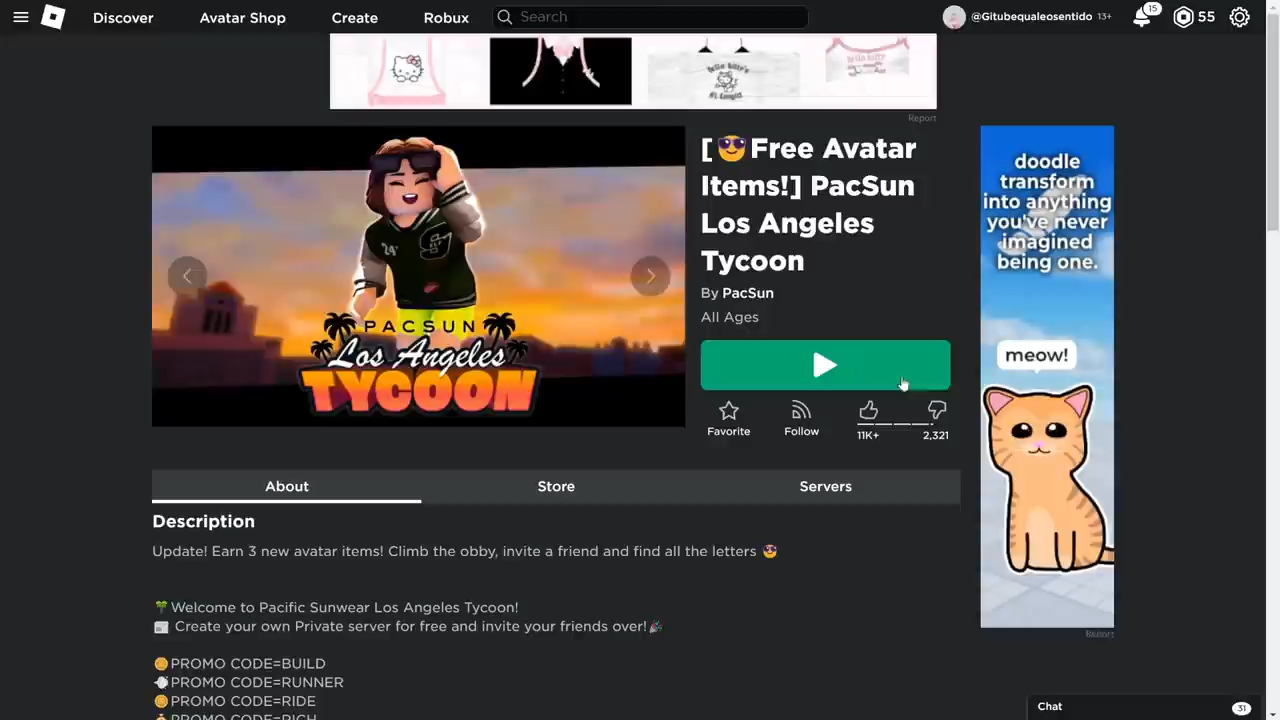 Discover
Avatar Shop
Create
Robux
Search
@Gitubequaleosentido 13+
15
55
Report
[😎Free Avatar
Items!] PacSun
Los Angeles
Tycoon
By PacSun
All Ages
24
PACSUN
Los Angeles
TYCOON
Favorite
Follow
11K+
2,321
doodle
transform
into anything
you've never
imagined
being one.
meow!
Report
About
Store
Servers
Description
Update! Earn 3 new avatar items! Climb the obby, invite a friend and find all the letters 😎
🌴Welcome to Pacific Sunwear Los Angeles Tycoon!
📰 Create your own Private server for free and invite your friends over!🎉
PROMO CODE=BUILD
PROMO CODE=RUNNER
PROMO CODE=RIDE
PROMO CODE=RICH
Chat
31